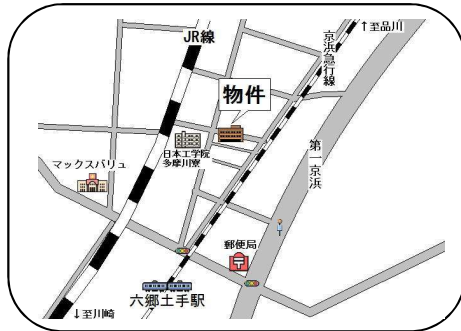 ↑至品川
JR線
京浜急行線
物件
日本工学院
多摩川寮
第一京浜
マックスバリュ
郵便局
六郷土手駅
↓至川崎